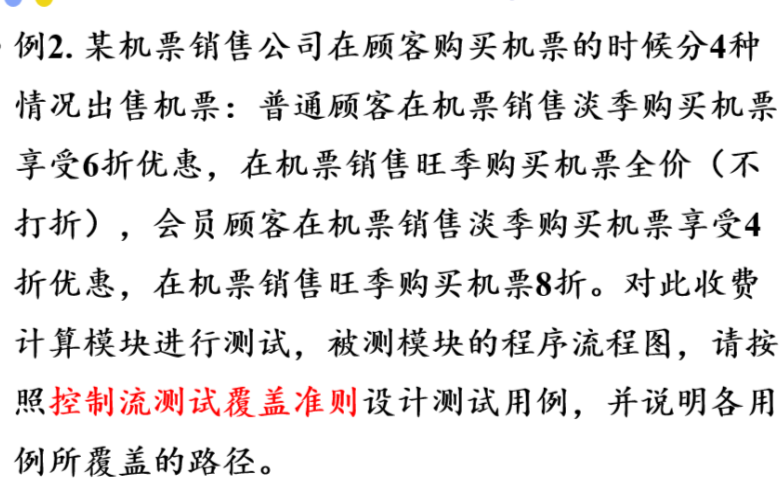 例2. 某机票销售公司在顾客购买机票的时候分4种
情况出售机票：普通顾客在机票销售淡季购买机票
享受6折优惠，在机票销售旺季购买机票全价（不
打折），会员顾客在机票销售淡季购买机票享受4
折优惠，在机票销售旺季购买机票8折。对此收费
计算模块进行测试，被测模块的程序流程图，请按
照控制流测试覆盖准则设计测试用例，并说明各用
例所覆盖的路径。